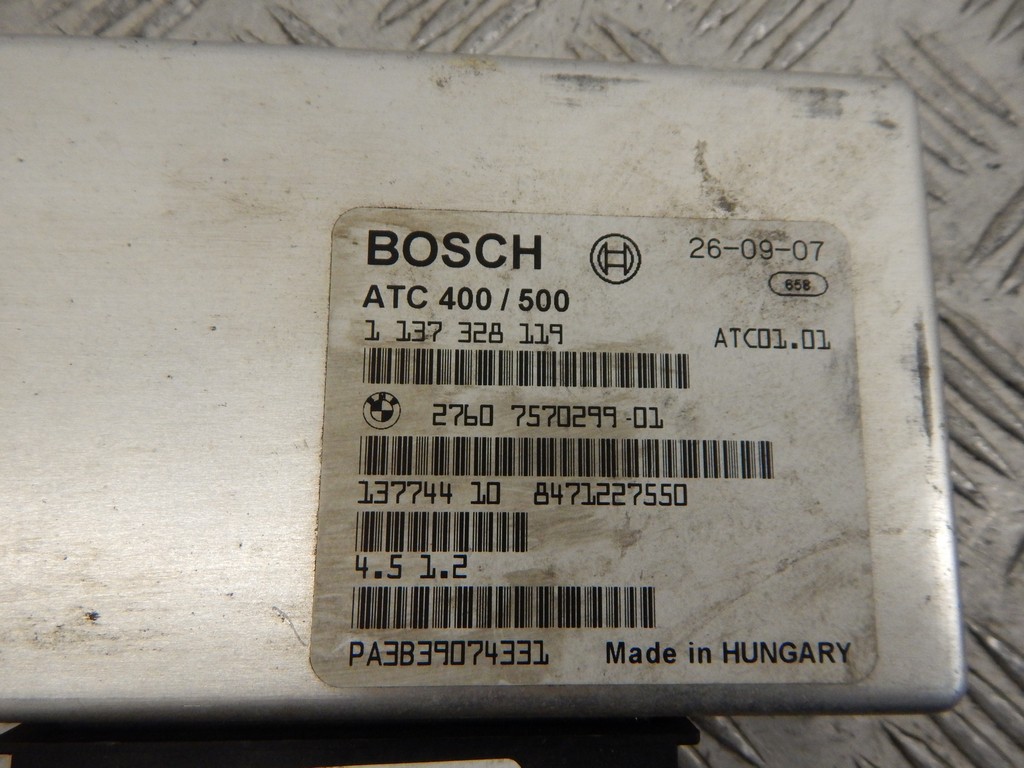 BOSCH 26-09-07
658
ATC 400 / 500
1 137 328 119 ATC01.01
2760 7570299-01
137744 10 8471227550
4.5 1.2
PA3B39074331 Made in HUNGARY